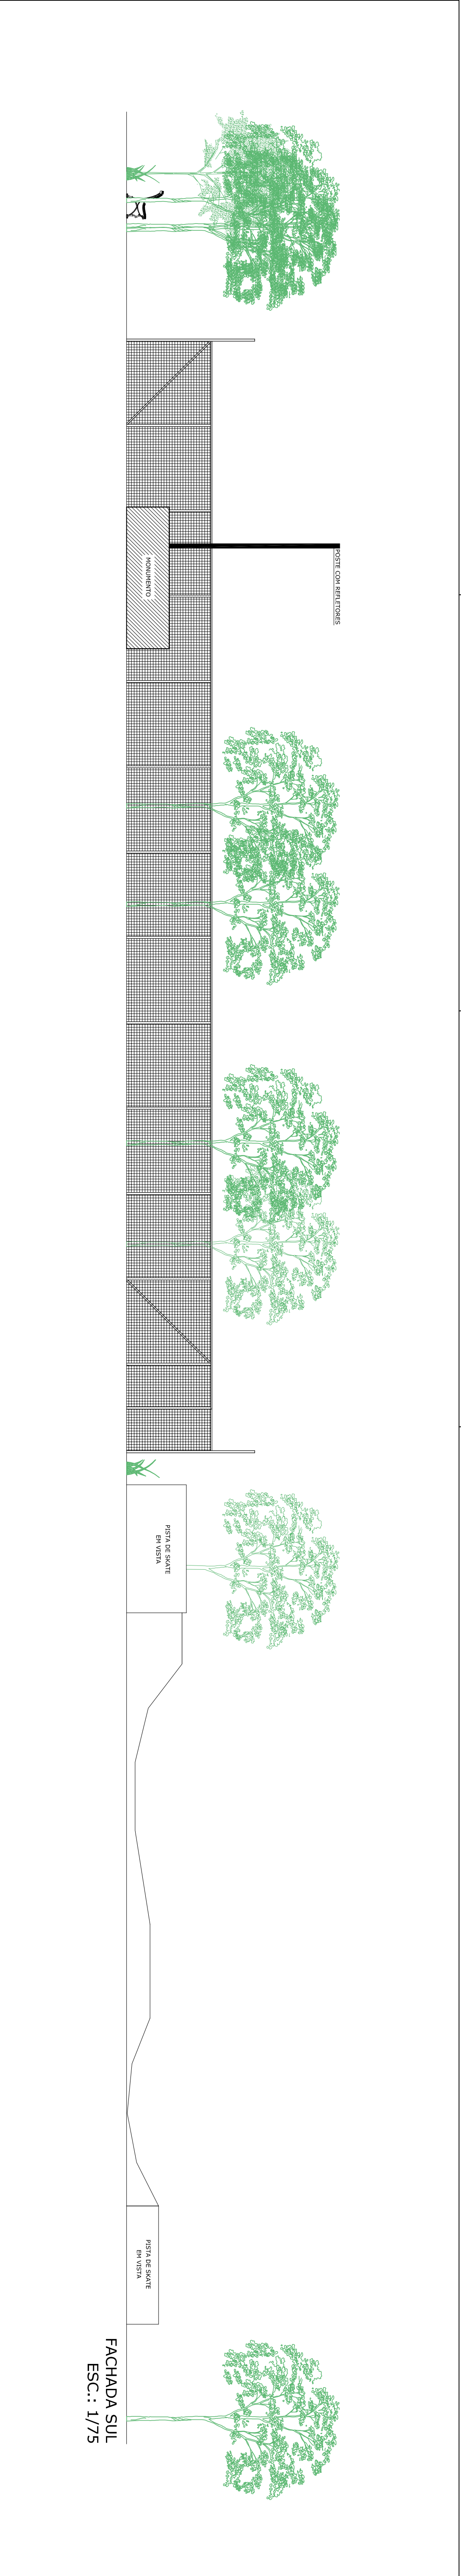 POSTE COM REFLETORES
MONUMENTO
PISTA DE SKATE
EM VISTA
PISTA DE SKATE
EM VISTA
FACHADA SUL
ESC.: 1/75